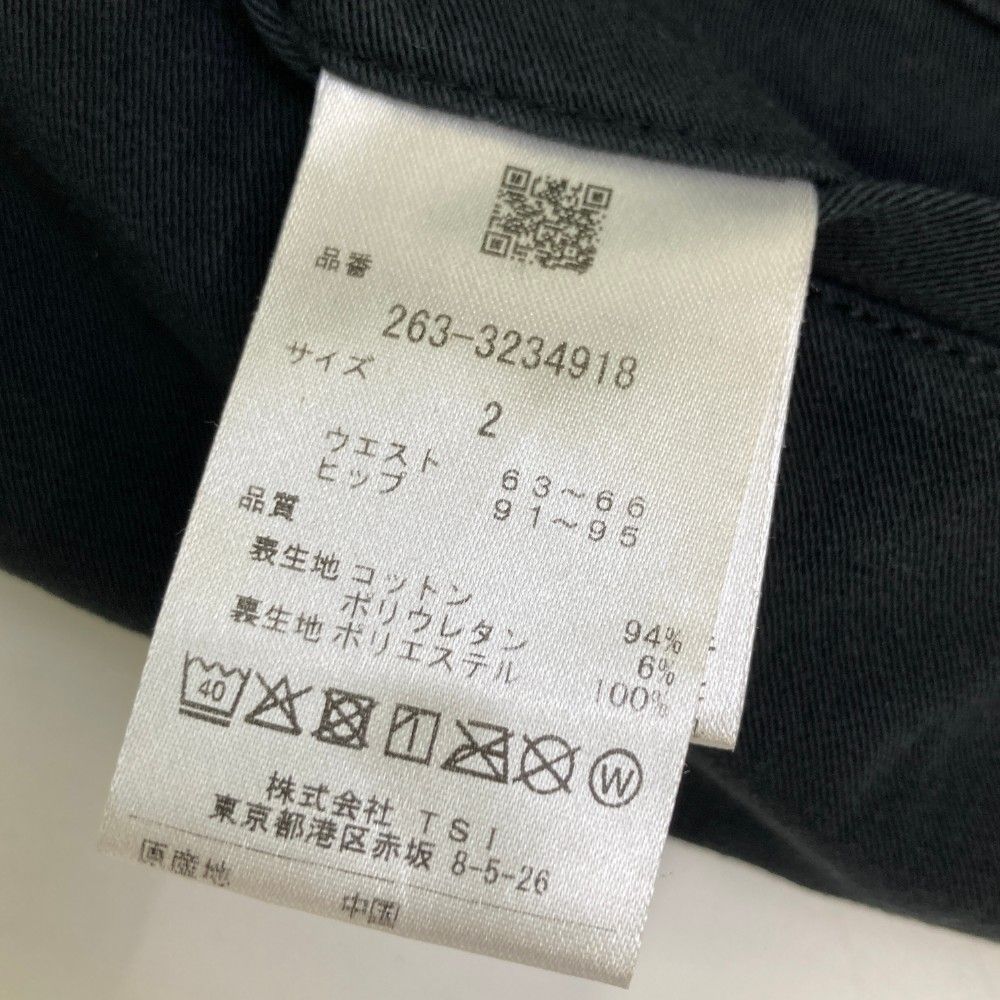 品番
263-3234918
サイズ
2
ウエスト 63～66
ヒップ 91～95
品質
表生地 コットン 94%
ポリウレタン 6%
裏生地 ポリエステル 100%
40
W
株式会社 TSI
東京都港区赤坂 8-5-26
原産地
中国